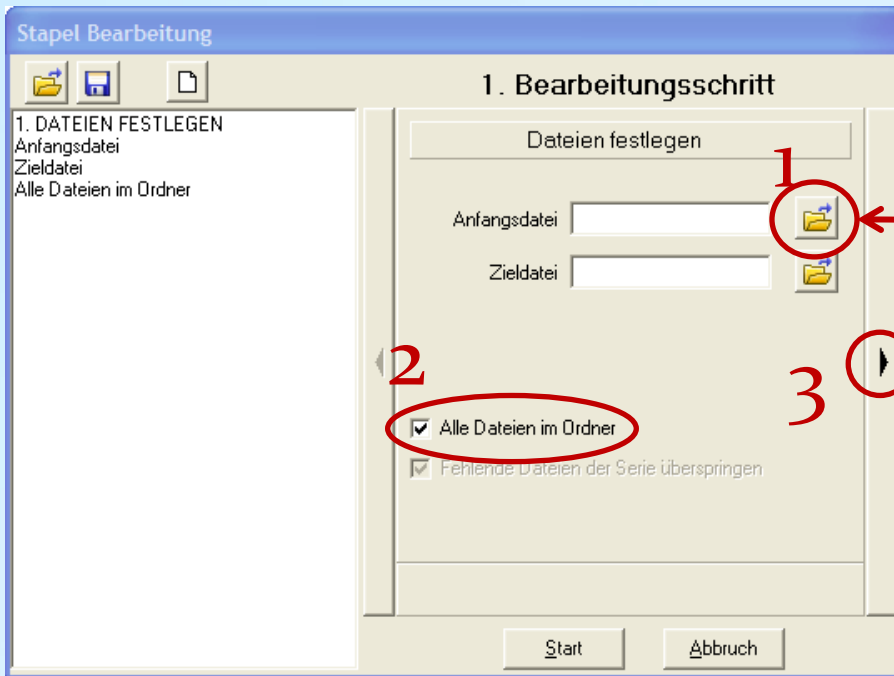 Stapel Bearbeitung
1. Bearbeitungsschritt
1. DATEIEN FESTLEGEN
Anfangsdatei
Zieldatei
Alle Dateien im Ordner
Dateien festlegen
1
Anfangsdatei
Zieldatei
2
3
Alle Dateien im Ordner
Fehlende Dateien der Serie überspringen
Start
Abbruch